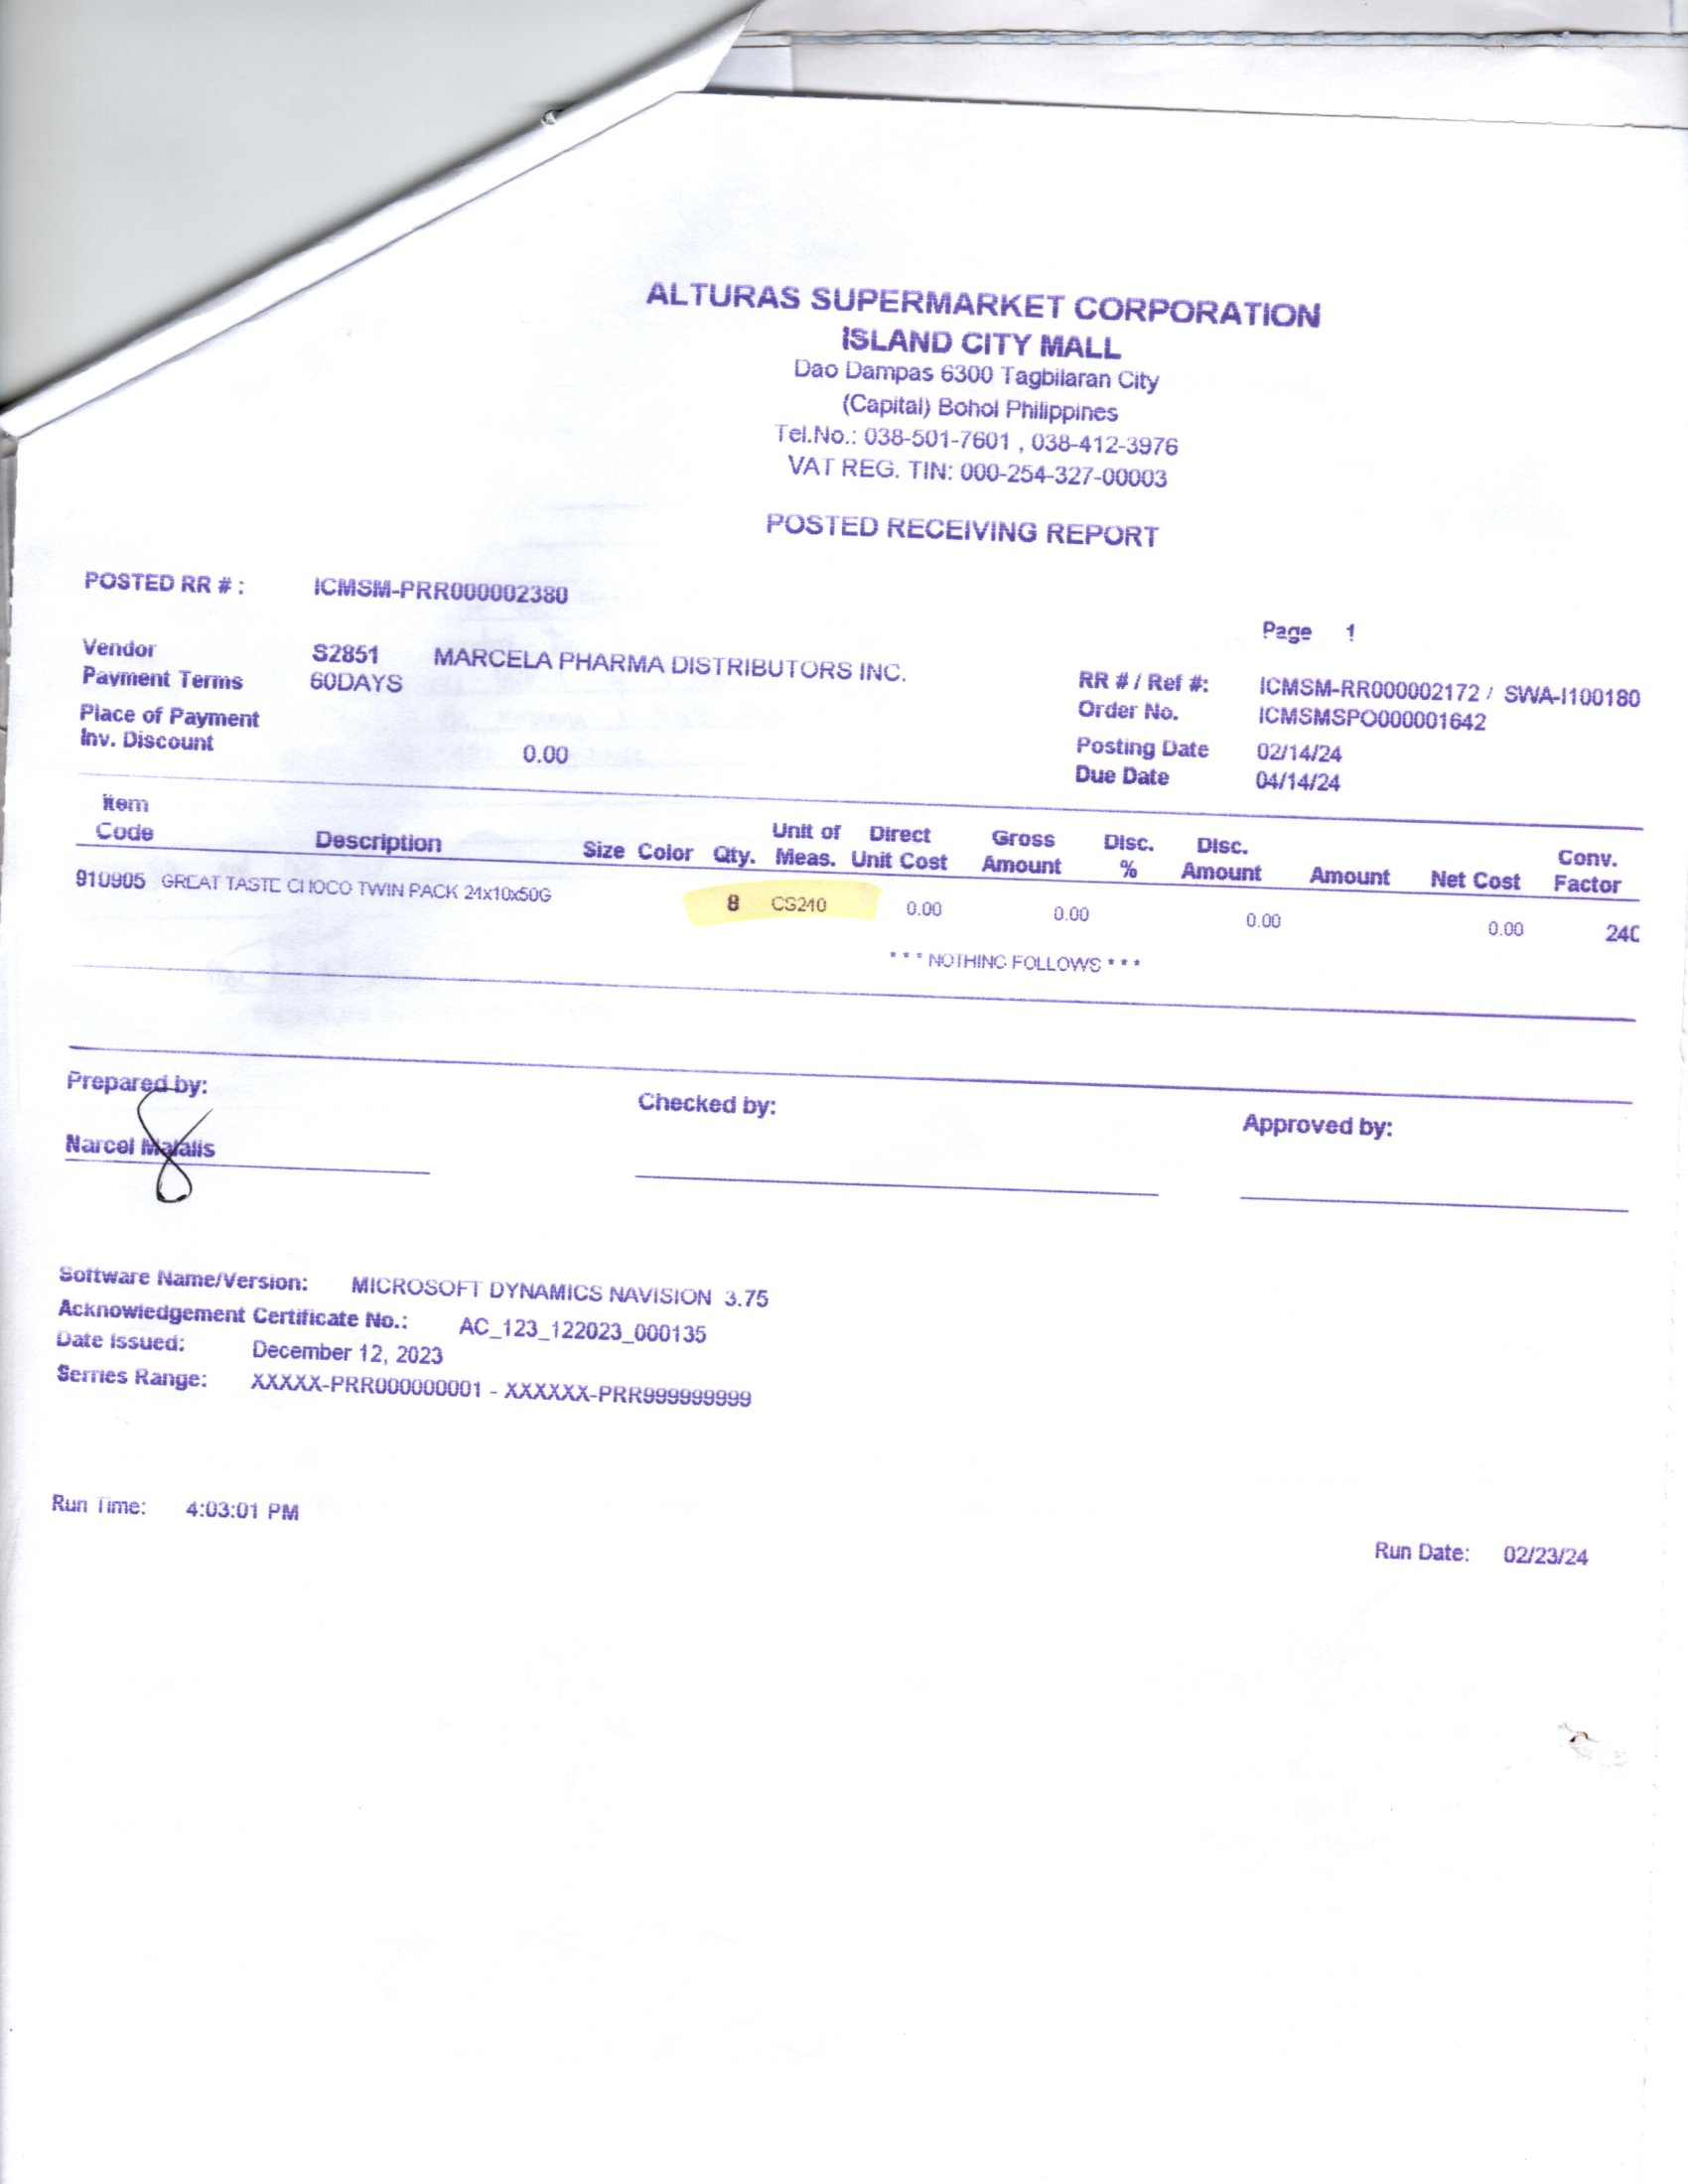 ALTURAS SUPERMARKET CORPORATION
ISLAND CITY MALL
Dao Dampas 6300 Tagbilaran City
(Capital) Bohol Philippines
Tel.No.: 038-501-7601 , 038-412-3976
VAT REG. TIN: 000-254-327-00003
POSTED RECEIVING REPORT
POSTED RR # : ICMSM-PRR000002380
Page 1
Vendor S2851 MARCELA PHARMA DISTRIBUTORS INC.
Payment Terms 60DAYS
RR # / Ref #: ICMSM-RR000002172 / SWA-I100180
Place of Payment
Order No. ICMSMSPO000001642
Inv. Discount 0.00
Posting Date 02/14/24
Due Date 04/14/24
Item Code Description Size Color Qty. Unit of Meas. Direct Unit Cost Gross Amount Disc. % Disc. Amount Amount Net Cost Conv. Factor
910905 GREAT TASTE CHOCO TWIN PACK 24x10x50G 8 CS240 0.00 0.00 0.00 0.00 240
* * * NOTHING FOLLOWS * * *
Prepared by: Checked by: Approved by:
Narcel
Software Name/Version: MICROSOFT DYNAMICS NAVISION 3.75
Acknowledgement Certificate No.: AC_123_122023_000135
Date Issued: December 12, 2023
Serries Range: XXXXX-PRR000000001 - XXXXXX-PRR999999999
Run Time: 4:03:01 PM
Run Date: 02/23/24